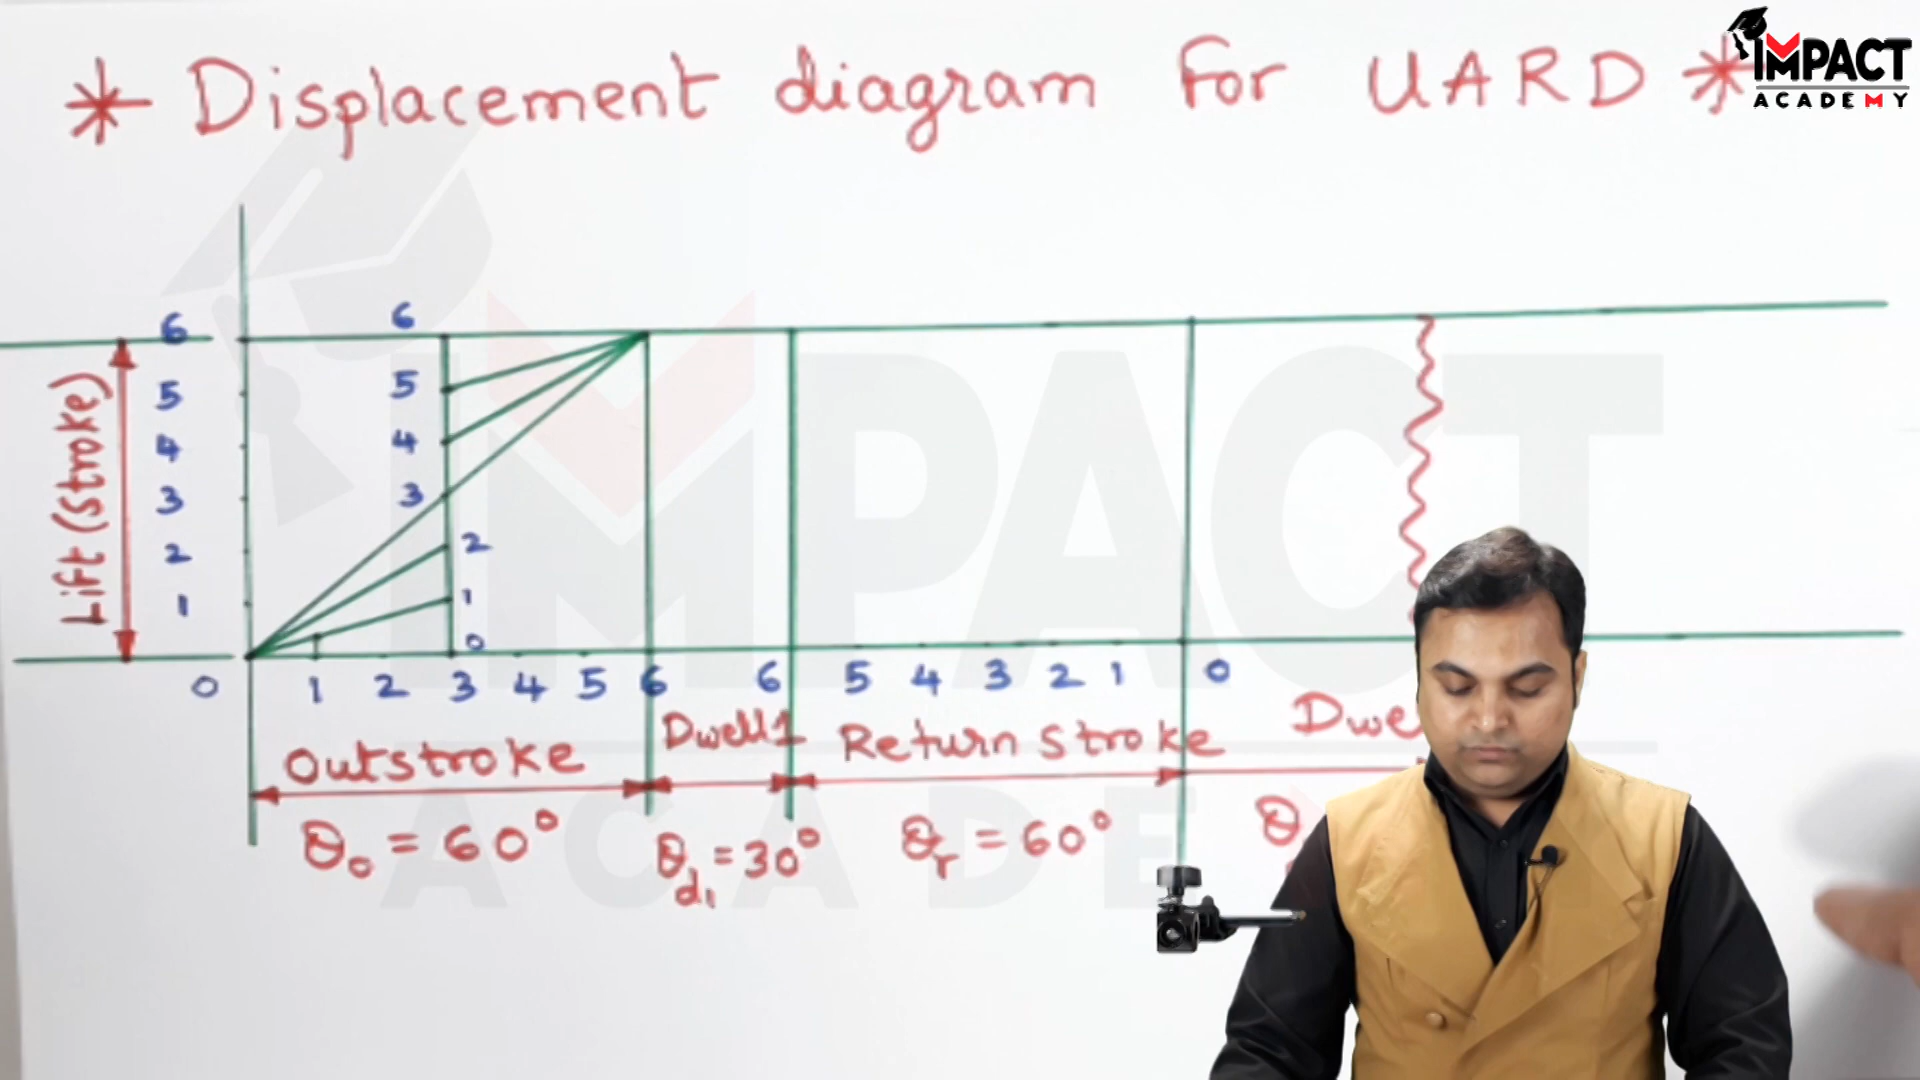 * Displacement diagram for UARD *
IMPACT
ACADEMY
Lift (stroke)
6
5
4
3
2
1
0
6
5
4
3
2
1
0
1 2 3 4 5 6 6 5 4 3 2 1 0
Outstroke Dwell1 Return stroke
θo = 60° θd1 = 30° θr = 60° θ
IMPACT
ACADE